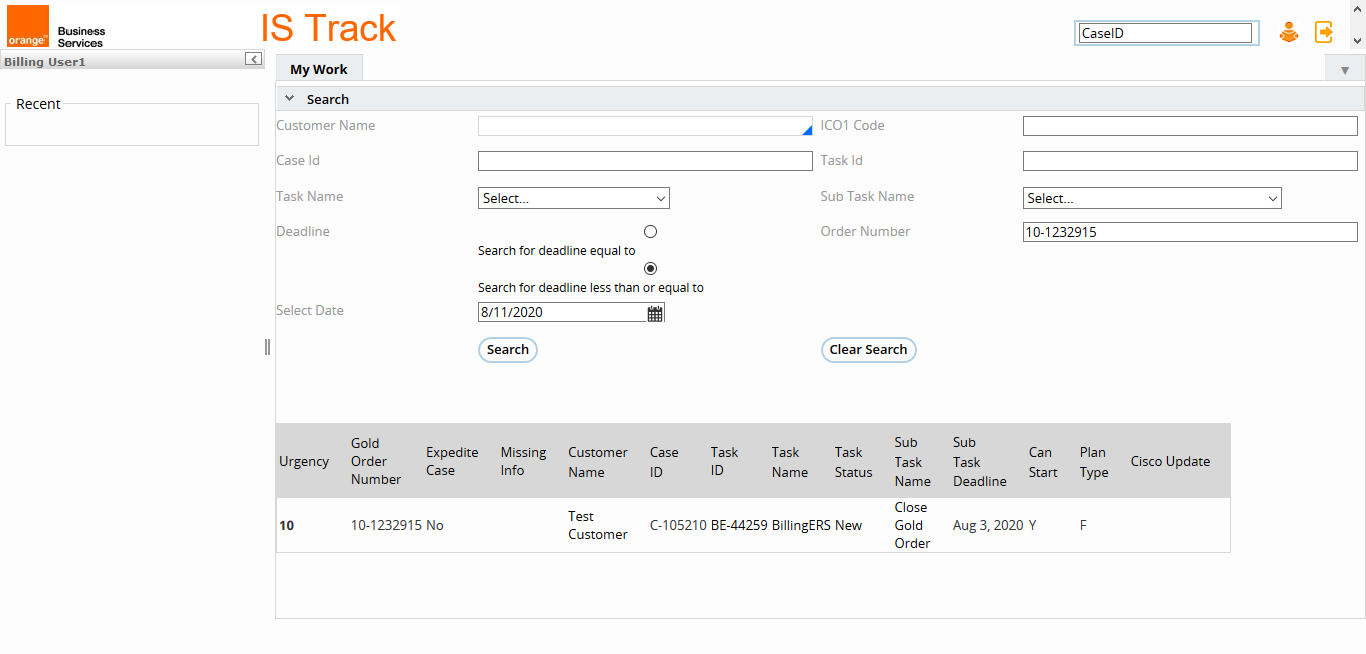 orange™
Business
Services
IS Track
CaseID
Billing User1
My Work
Recent
Search
Customer Name
ICO1 Code
Case Id
Task Id
Task Name Select...
Sub Task Name Select...
Deadline
Search for deadline equal to
Search for deadline less than or equal to
Order Number 10-1232915
Select Date 8/11/2020
Search Clear Search
Urgency Gold Order Number Expedite Case Missing Info Customer Name Case ID Task ID Task Name Task Status Sub Task Name Sub Task Deadline Can Start Plan Type Cisco Update
10 10-1232915 No Test Customer C-105210 BE-44259 BillingERS New Close Gold Order Aug 3, 2020 Y F